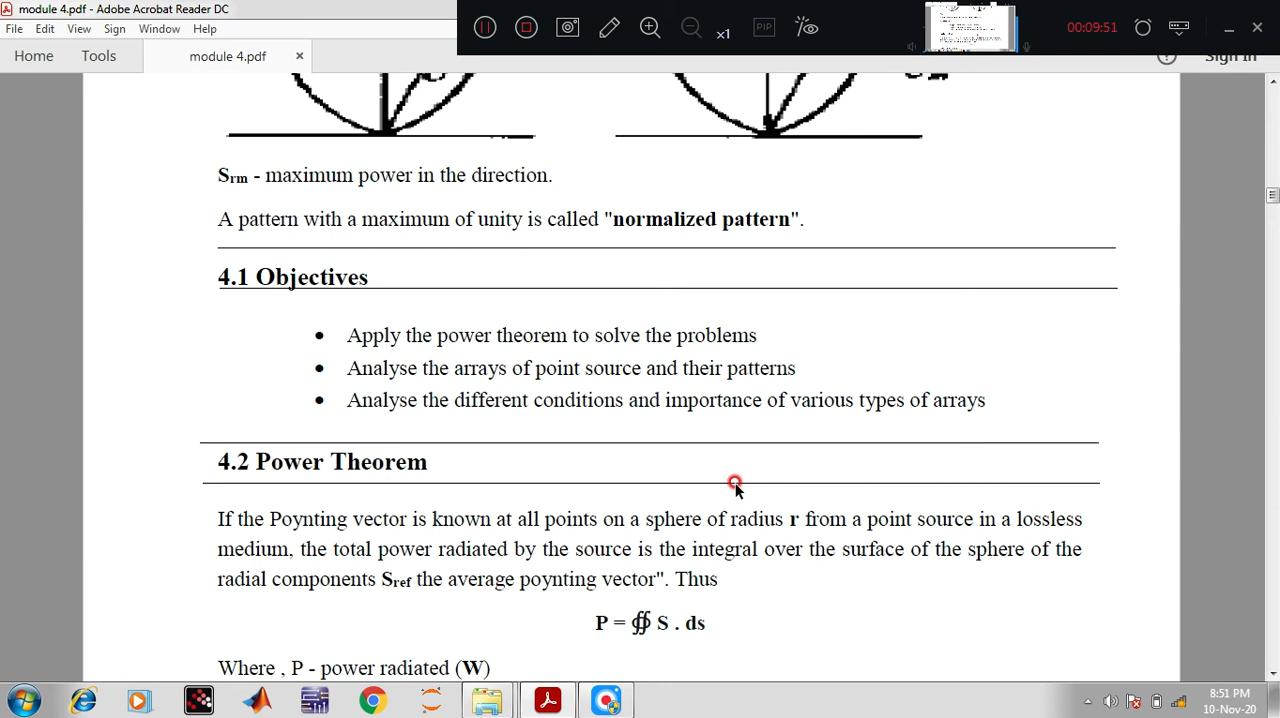 module 4.pdf - Adobe Acrobat Reader DC
File Edit View Sign Window Help
x1
PIP
00:09:51
Home Tools module 4.pdf ×
Srm - maximum power in the direction.
A pattern with a maximum of unity is called "normalized pattern".
4.1 Objectives
• Apply the power theorem to solve the problems
• Analyse the arrays of point source and their patterns
• Analyse the different conditions and importance of various types of arrays
4.2 Power Theorem
If the Poynting vector is known at all points on a sphere of radius r from a point source in a lossless
medium, the total power radiated by the source is the integral over the surface of the sphere of the
radial components Sref the average poynting vector". Thus
P = ∯ S . ds
Where , P - power radiated (W)
8:51 PM
10-Nov-20